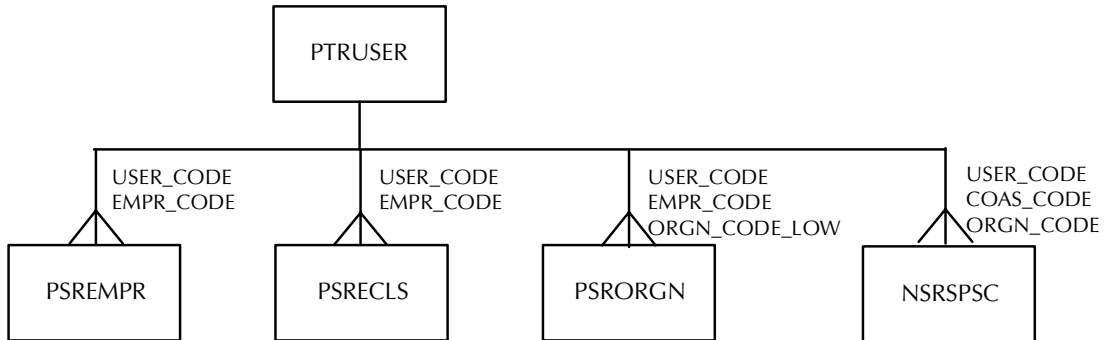 PTRUSER
USER_CODE
EMPR_CODE
USER_CODE
EMPR_CODE
USER_CODE
EMPR_CODE
ORGN_CODE_LOW
USER_CODE
COAS_CODE
ORGN_CODE
PSREMPR
PSRECLS
PSRORGN
NSRSPSC